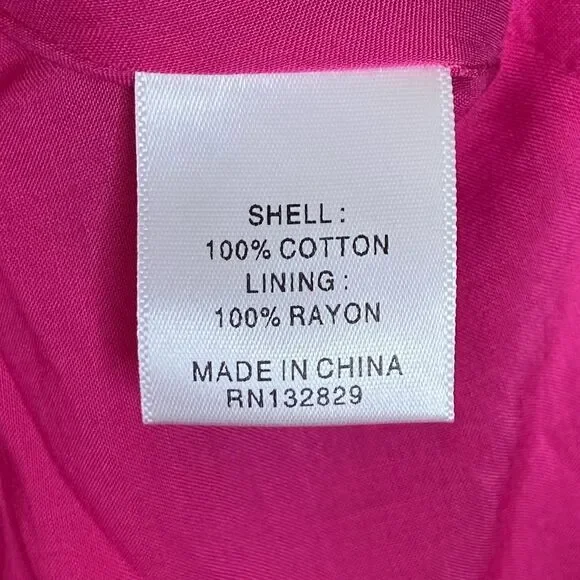 SHELL :
100% COTTON
LINING :
100% RAYON
MADE IN CHINA
RN132829